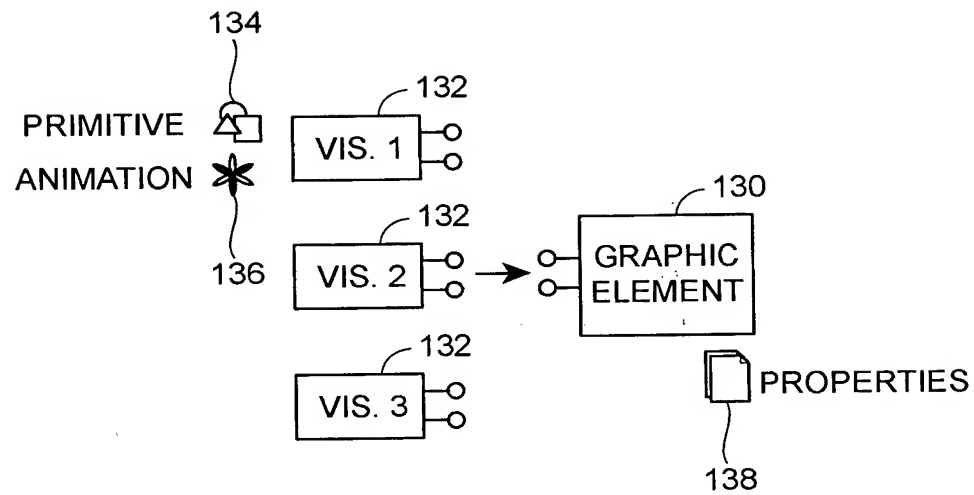 134
132
PRIMITIVE
VIS. 1
ANIMATION
132
130
136
VIS. 2
GRAPHIC
ELEMENT
132
VIS. 3
PROPERTIES
138